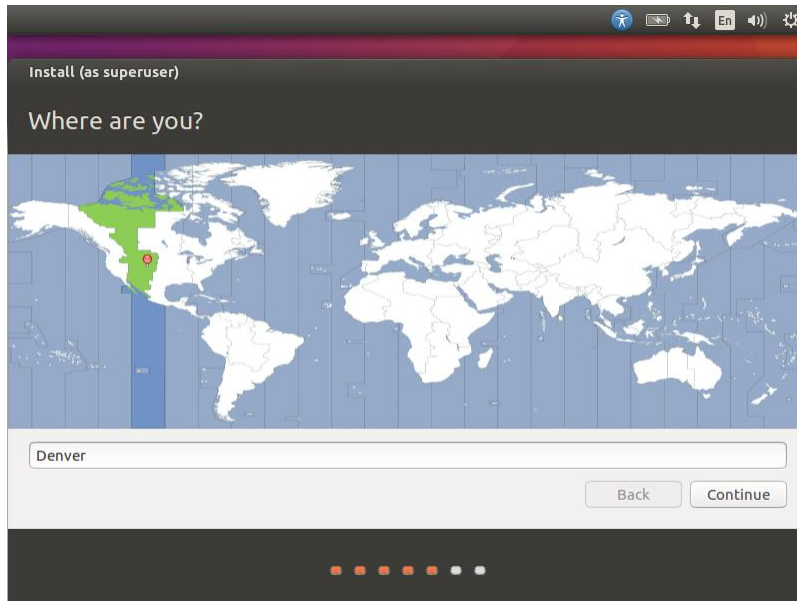 En
Install (as superuser)
Where are you?
Denver
Back Continue